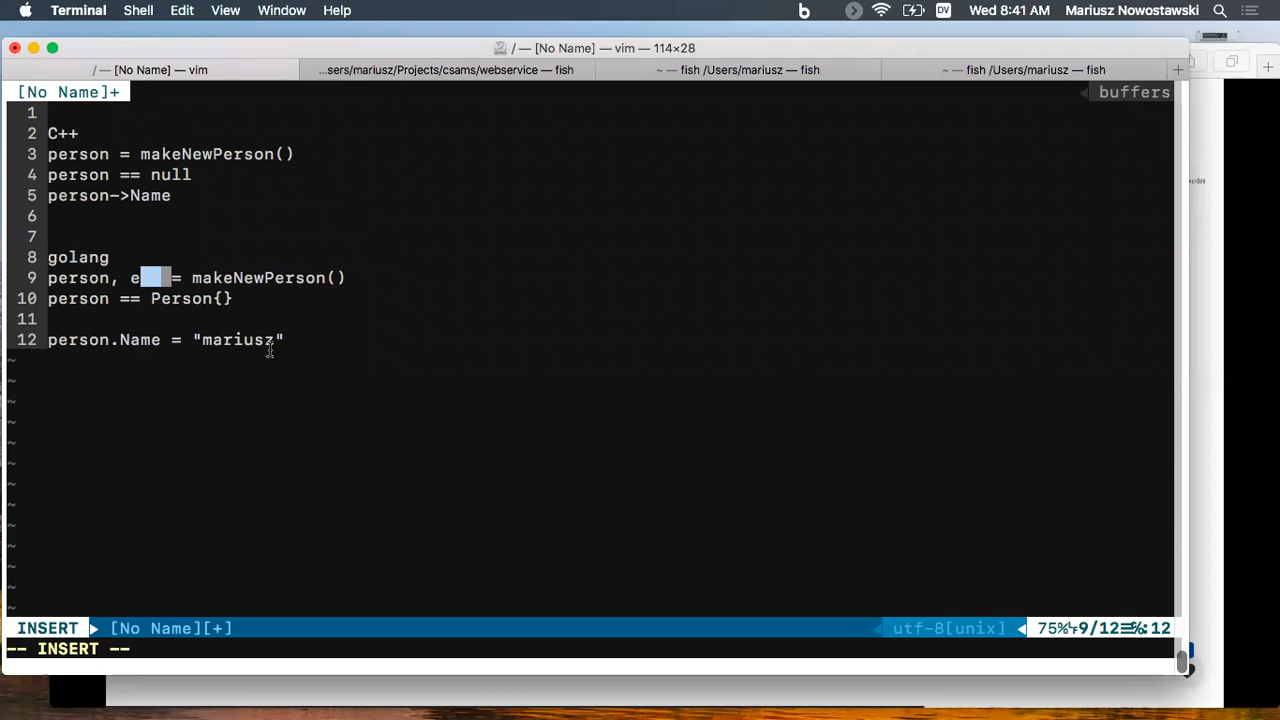 Terminal Shell Edit View Window Help DV Wed 8:41 AM Mariusz Nowostawski
/ — [No Name] — vim — 114×28
/ — [No Name] — vim ...sers/mariusz/Projects/csams/webservice — fish ~ — fish /Users/mariusz — fish ~ — fish /Users/mariusz — fish
[No Name]+ buffers
1
2 C++
3 person = makeNewPerson()
4 person == null
5 person->Name
6
7
8 golang
9 person, e = makeNewPerson()
10 person == Person{}
11
12 person.Name = "mariusz"
~
~
~
~
~
~
~
~
~
~
~
~
~
INSERT [No Name][+] utf-8[unix] 75% 9/12 :12
-- INSERT --